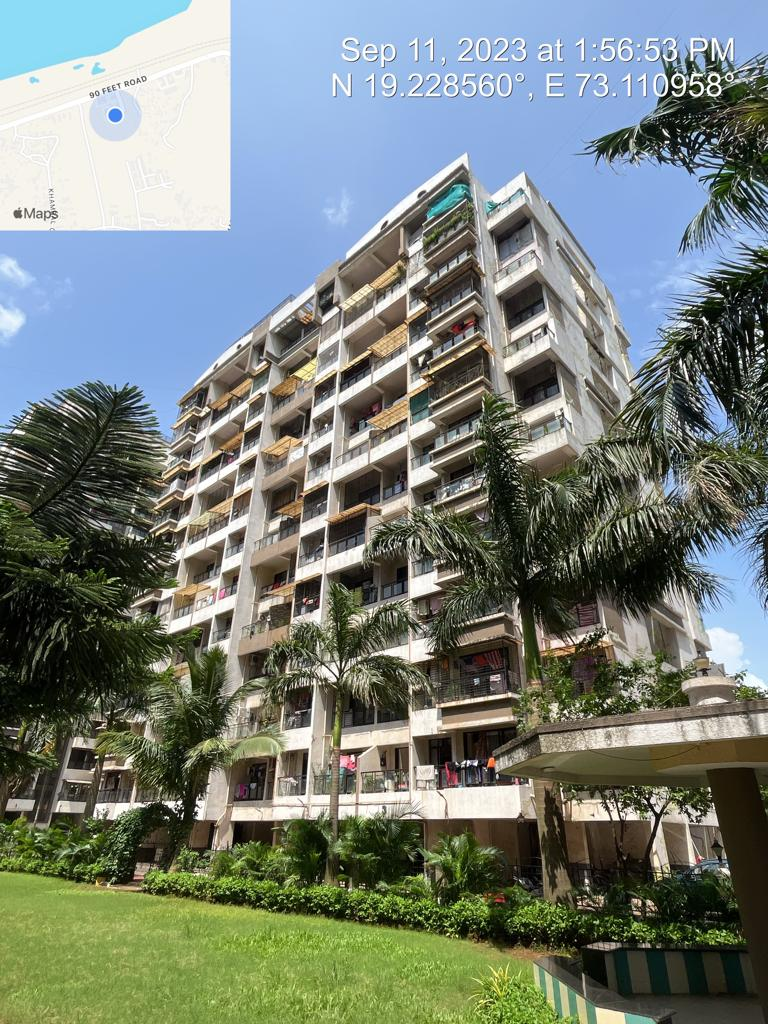 Sep 11, 2023 at 1:56:53 PM
N 19.228560°, E 73.110958°
90 FEET ROAD
Maps